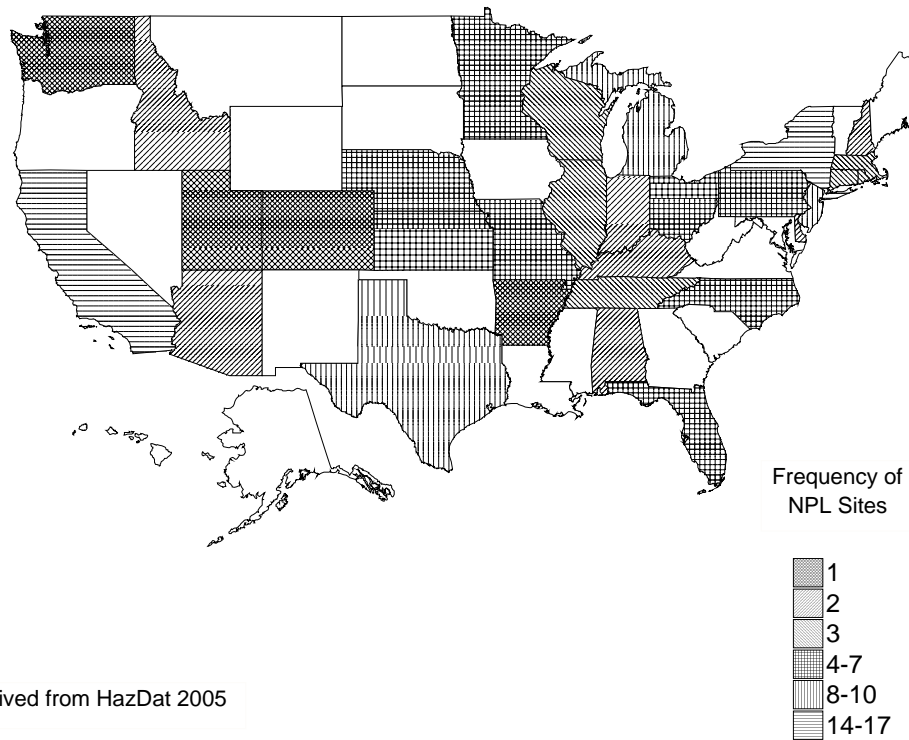 Frequency of
NPL Sites
1
2
3
4-7
8-10
14-17
ived from HazDat 2005